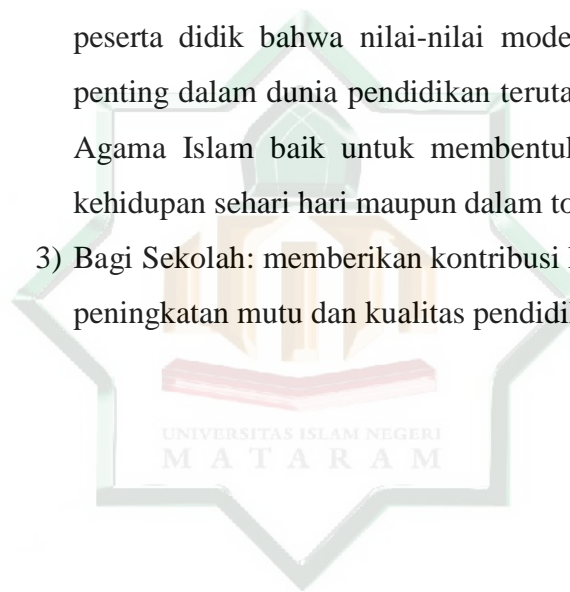 peserta didik bahwa nilai-nilai mode
penting dalam dunia pendidikan teruta
Agama Islam baik untuk membentuk
kehidupan sehari hari maupun dalam to
3) Bagi Sekolah: memberikan kontribusi
peningkatan mutu dan kualitas pendidi
UNIVERSITAS ISLAM NEGERI
MATARAM